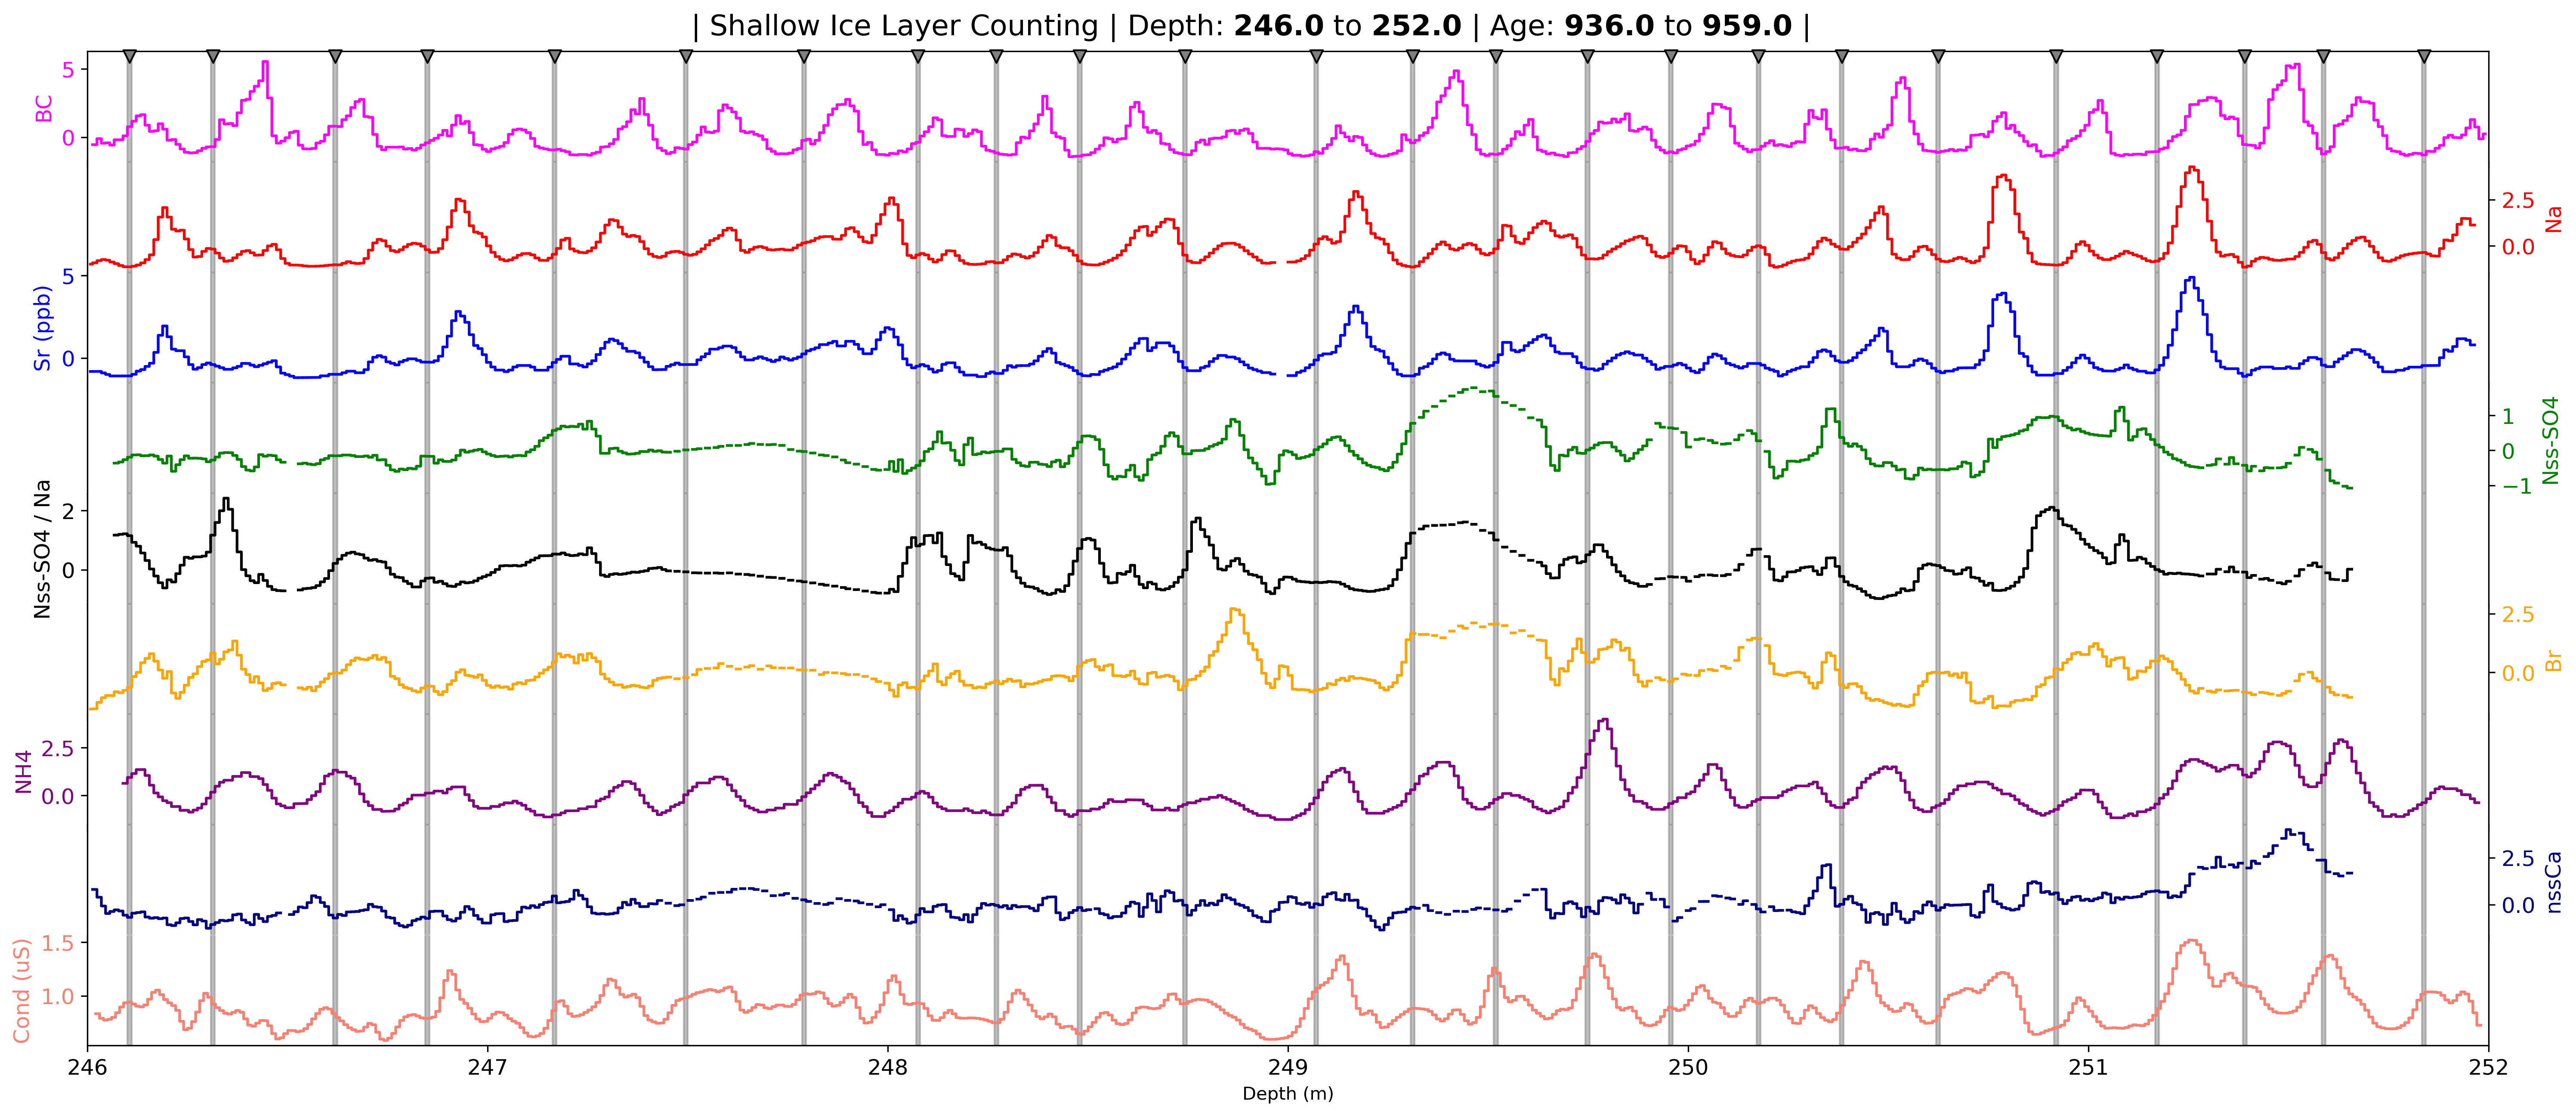 | Shallow Ice Layer Counting | Depth: 246.0 to 252.0 | Age: 936.0 to 959.0 |
BC
5
0
Na
2.5
0.0
Sr (ppb)
5
0
Nss-SO4
1
0
−1
Nss-SO4 / Na
2
0
Br
2.5
0.0
NH4
2.5
0.0
nssCa
2.5
0.0
Cond (uS)
1.5
1.0
246 247 248 249 250 251 252
Depth (m)